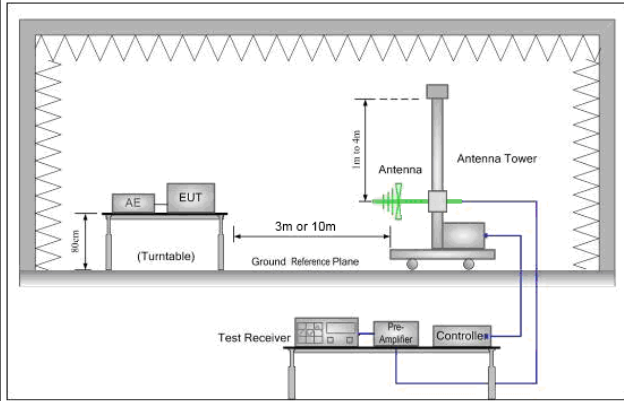 1m to 4m
Antenna
Antenna Tower
AE
EUT
80cm
(Turntable)
3m or 10m
Ground Reference Plane
Test Receiver
Pre-
Amplifier
Controlle